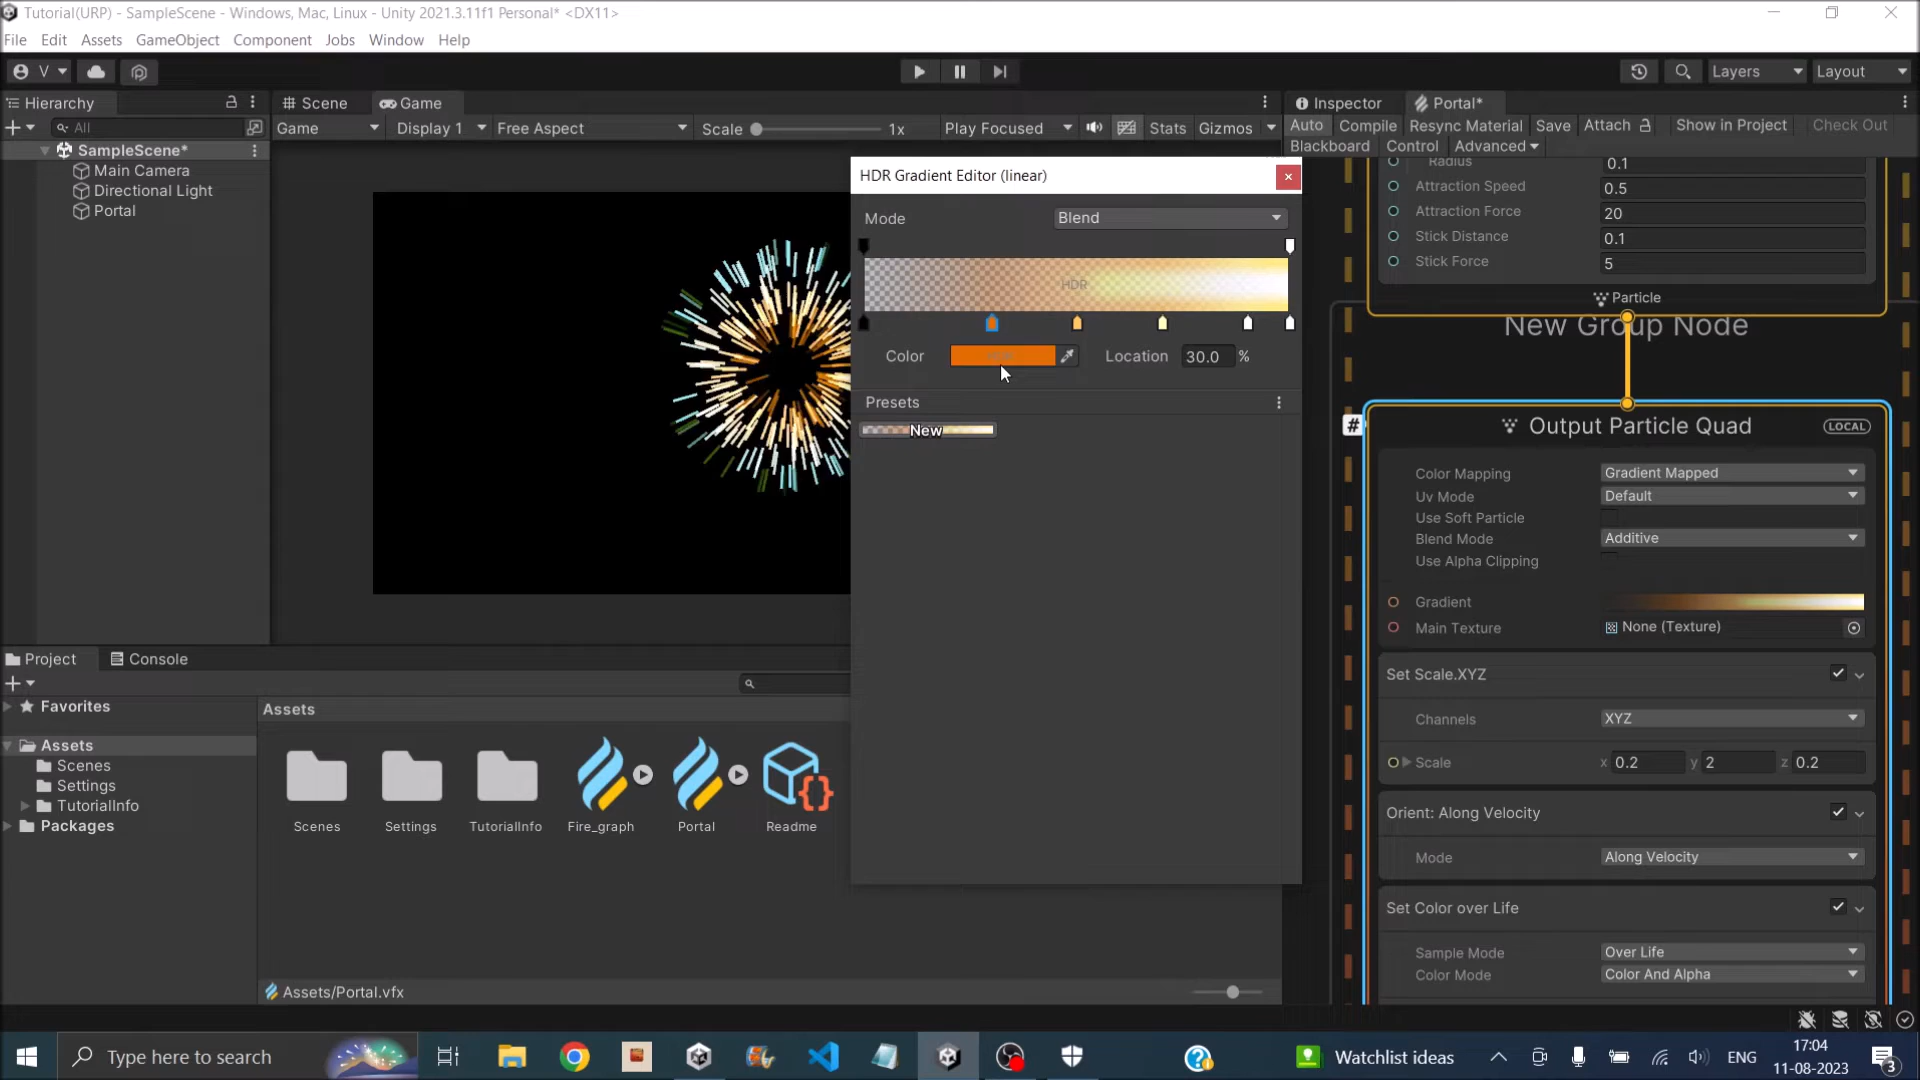 Tutorial(URP) - SampleScene - Windows, Mac, Linux - Unity 2021.3.11f1 Personal* <DX11>
File Edit Assets GameObject Component Jobs Window Help
V Layers Layout
Hierarchy
All
SampleScene*
Main Camera
Directional Light
Portal
Scene Game
Game Display 1 Free Aspect Scale 1x Play Focused Stats Gizmos
Inspector Portal*
Auto Compile Resync Material Save Attach Show in Project Check Out
Blackboard Control Advanced
Radius 0.1
Attraction Speed 0.5
Attraction Force 20
Stick Distance 0.1
Stick Force 5
Particle
New Group Node
Output Particle Quad LOCAL
Color Mapping Gradient Mapped
Uv Mode Default
Use Soft Particle
Blend Mode Additive
Use Alpha Clipping
Gradient
Main Texture None (Texture)
Set Scale.XYZ
Channels XYZ
Scale x 0.2 y 2 z 0.2
Orient: Along Velocity
Mode Along Velocity
Set Color over Life
Sample Mode Over Life
Color Mode Color And Alpha
HDR Gradient Editor (linear)
Mode Blend
HDR
Color Location 30.0 %
Presets
New
Project Console
Favorites
Assets
Scenes
Settings
TutorialInfo
Packages
Assets
Scenes Settings TutorialInfo Fire_graph Portal Readme
Assets/Portal.vfx
Type here to search
Watchlist ideas
ENG
17:04
11-08-2023
3